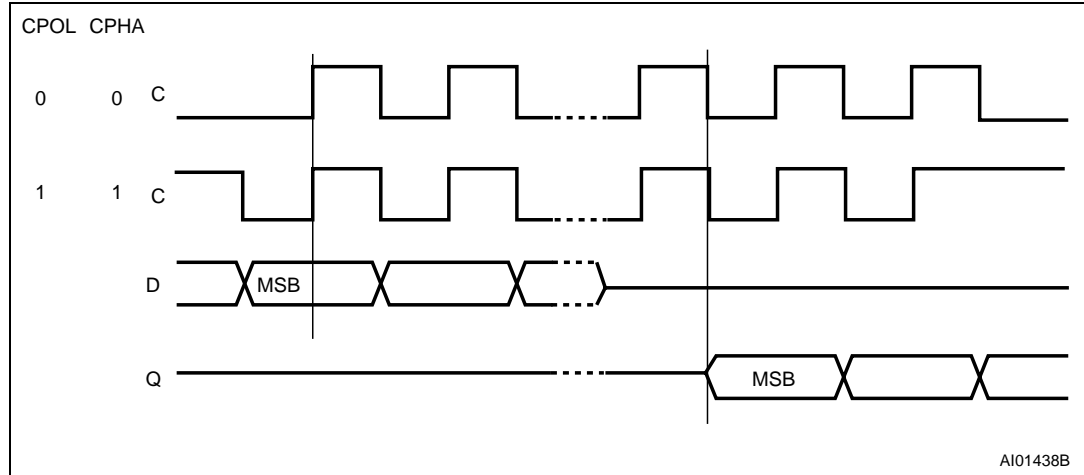 CPOL CPHA
0 0 C
1 1 C
D MSB
Q MSB
AI01438B